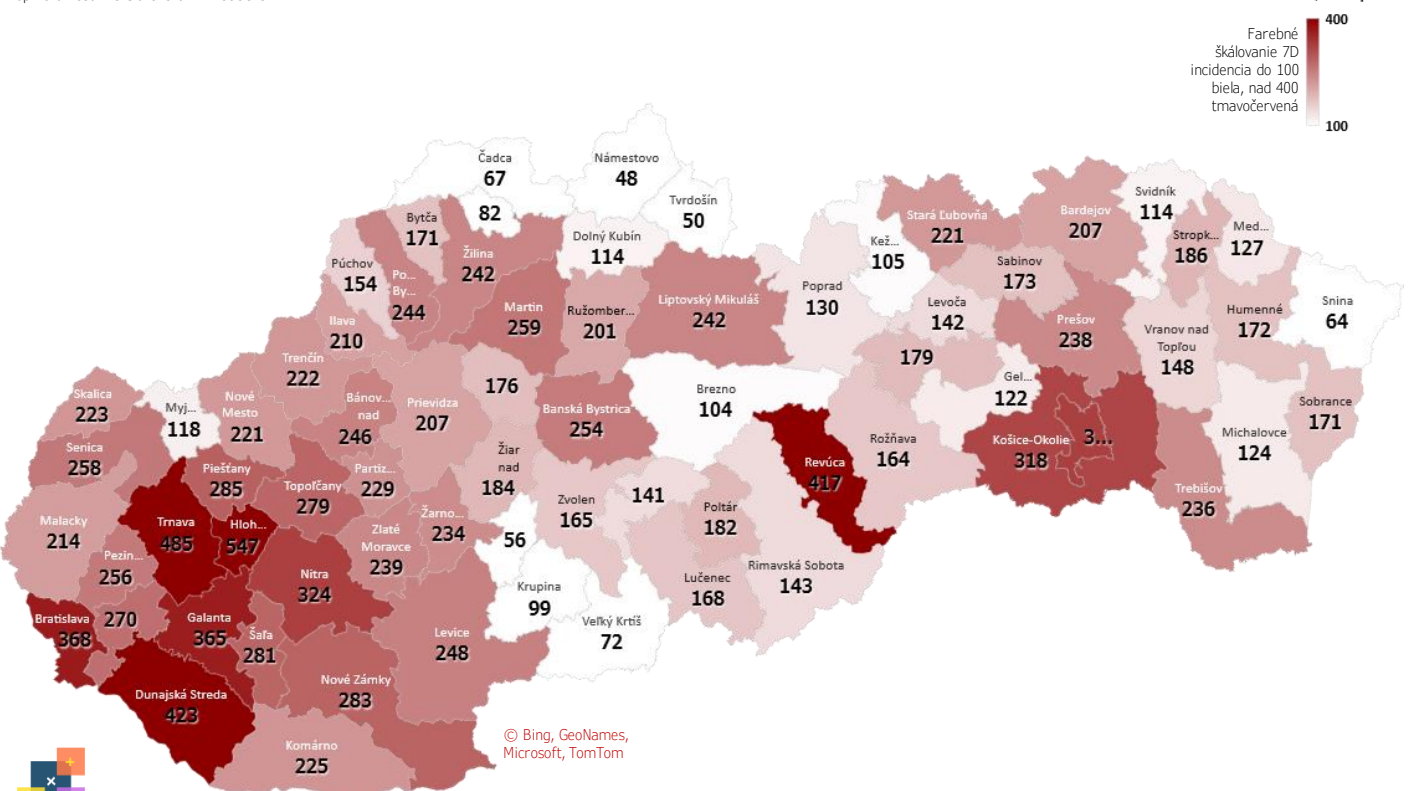 400
Farebné
škálovanie 7D
incidencia do 100
biela, nad 400
tmavočervená
100
Čadca
67
Námestovo
48
82
Tvrdošín
50
Bytča
171
Dolný Kubín
114
Žilina
242
Púchov
154
Po...
By...
244
Stará Ľubovňa
221
Kež...
105
Bardejov
207
Svidník
114
Stropk...
186
Med...
127
Sabinov
173
Ilava
210
Martin
259
Ružomber...
201
Liptovský Mikuláš
242
Poprad
130
Levoča
142
Prešov
238
Vranov nad
Topľou
148
Humenné
172
Snina
64
Trenčín
222
179
Gel...
122
Skalica
223
Myj...
118
Nové
Mesto
221
Bánov...
nad
246
Prievidza
207
176
Banská Bystrica
254
Brezno
104
Sobrance
171
Senica
258
Piešťany
285
Topoľčany
279
Partiz...
229
Žiar
nad
184
Revúca
417
Rožňava
164
Košice-Okolie
318
3...
Michalovce
124
Trebišov
236
Malacky
214
Trnava
485
Hloh...
547
Žarno...
234
Zlaté
Moravce
239
56
Zvolen
165
141
Poltár
182
Pezin...
256
Nitra
324
Krupina
99
Lučenec
168
Rimavská Sobota
143
Bratislava
368
270
Galanta
365
Šaľa
281
Levice
248
Veľký Krtíš
72
Dunajská Streda
423
Nové Zámky
283
Komárno
225
© Bing, GeoNames,
Microsoft, TomTom